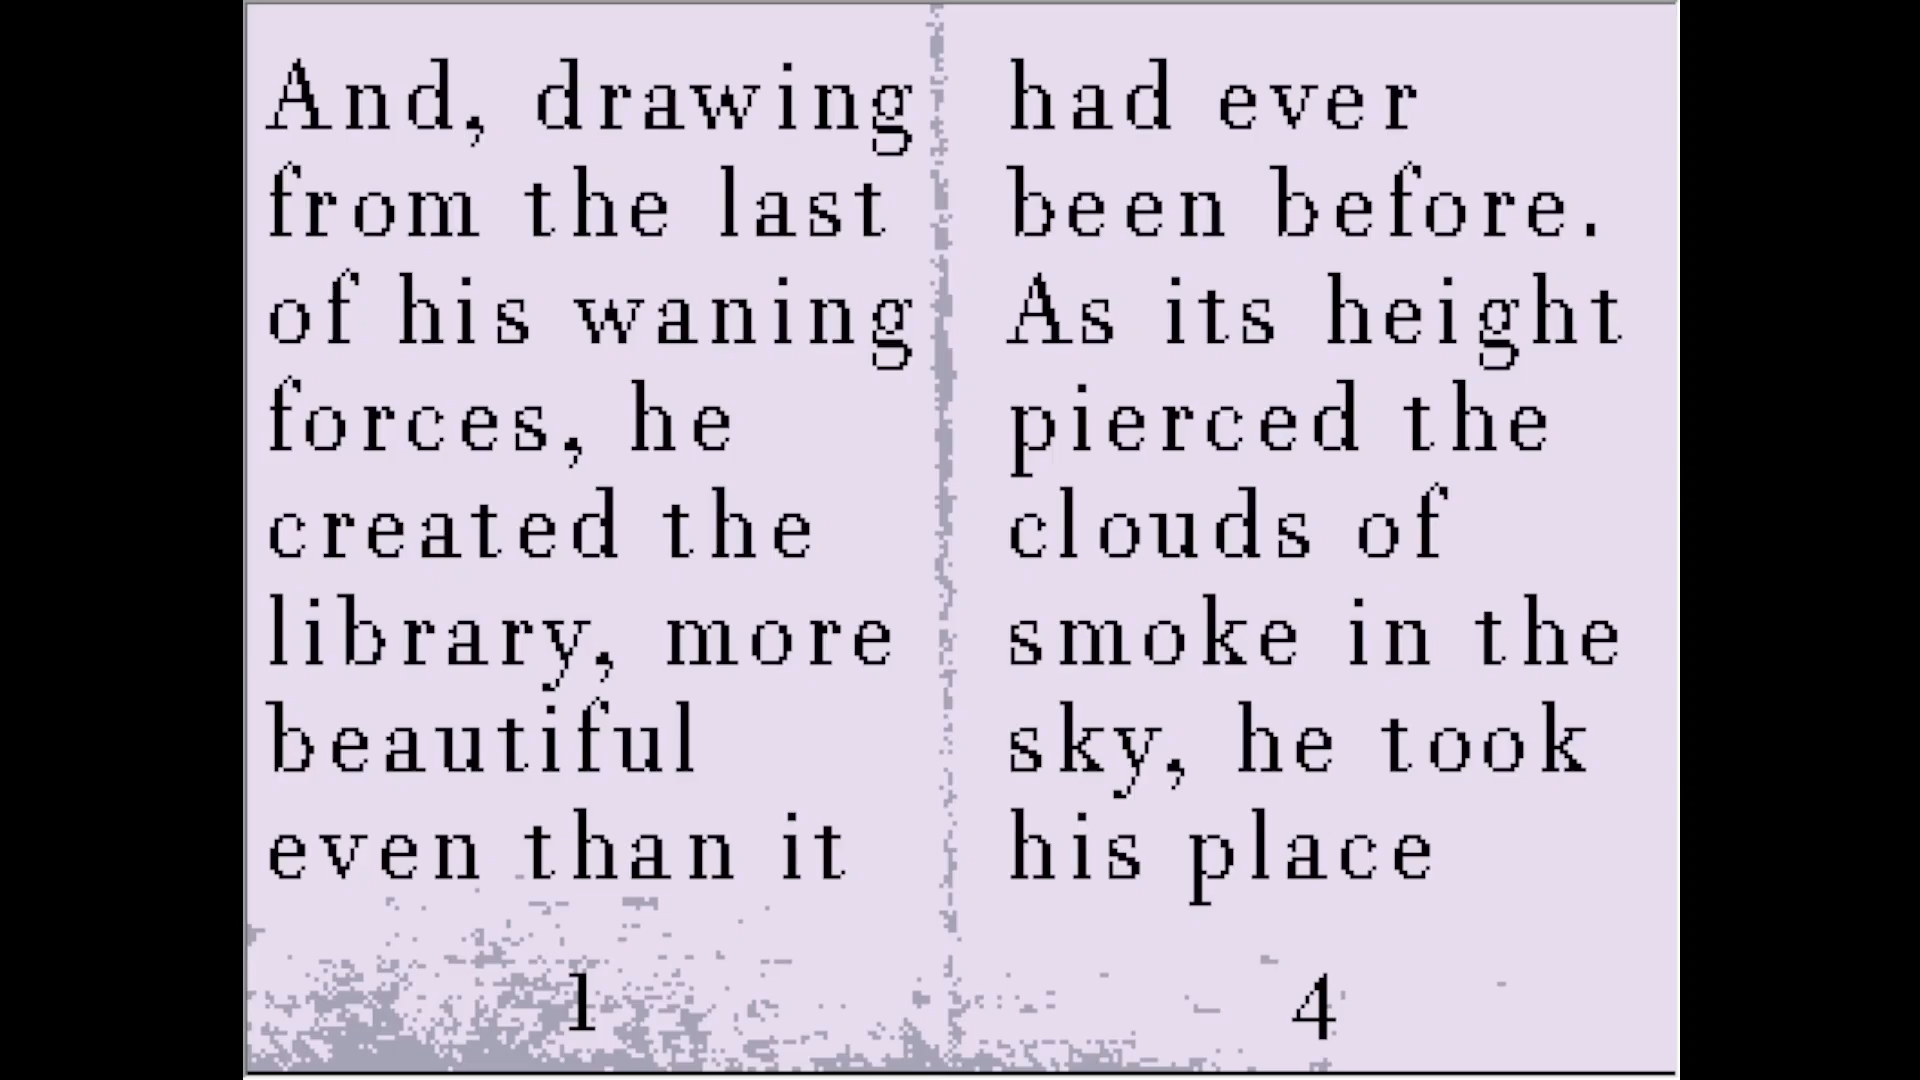 And, drawing
from the last
of his waning
forces, he
created the
library, more
beautiful
even than it
1
had ever
been before.
As its height
pierced the
clouds of
smoke in the
sky, he took
his place
4